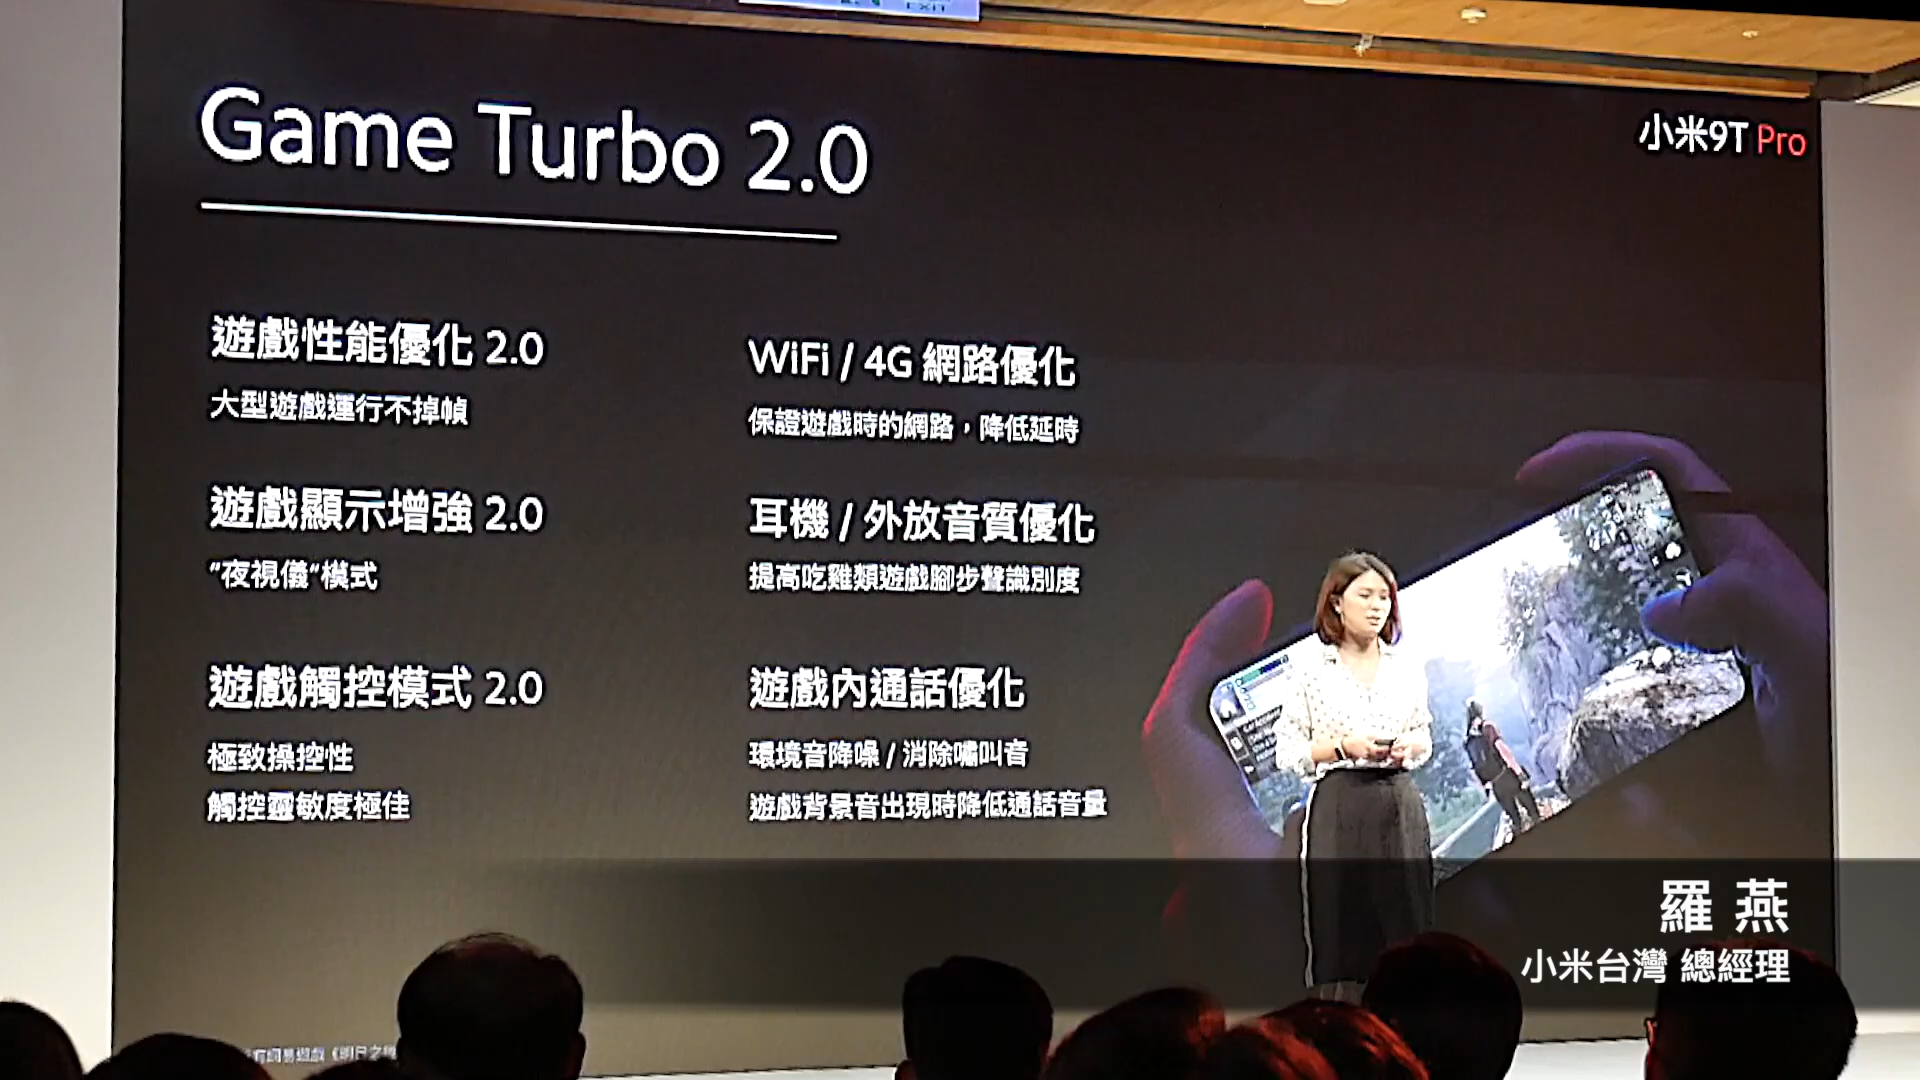 EXIT
Game Turbo 2.0
小米9T Pro
遊戲性能優化 2.0
大型遊戲運行不掉幀
遊戲顯示增強 2.0
”夜視儀“模式
遊戲觸控模式 2.0
極致操控性
觸控靈敏度極佳
WiFi / 4G 網路優化
保證遊戲時的網路，降低延時
耳機 / 外放音質優化
提高吃雞類遊戲腳步聲識別度
遊戲內通話優化
環境音降噪 / 消除嘯叫音
遊戲背景音出現時降低通話音量
羅 燕
小米台灣 總經理